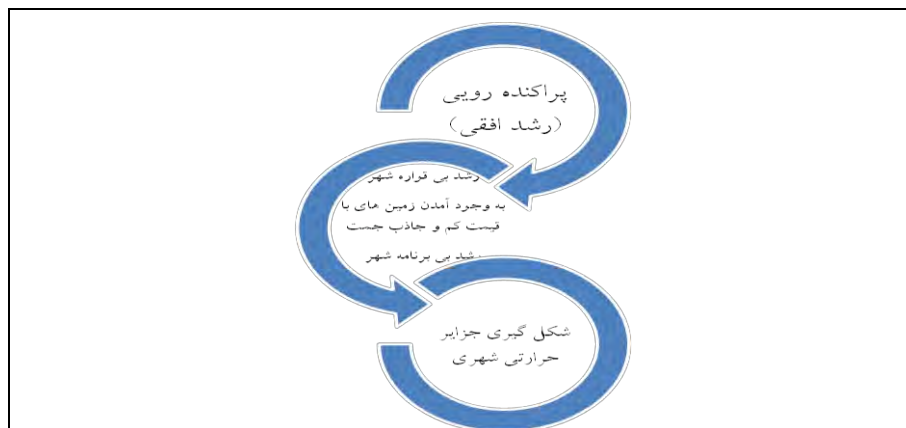 پراکنده رویی
(رشد افقی)
رشد بی قواره شهر
به وجود آمدن زمین های با
قیمت کم و جاذب جست
رشد بی برنامه شهر
شکل گیری جزایر
حرارتی شهری